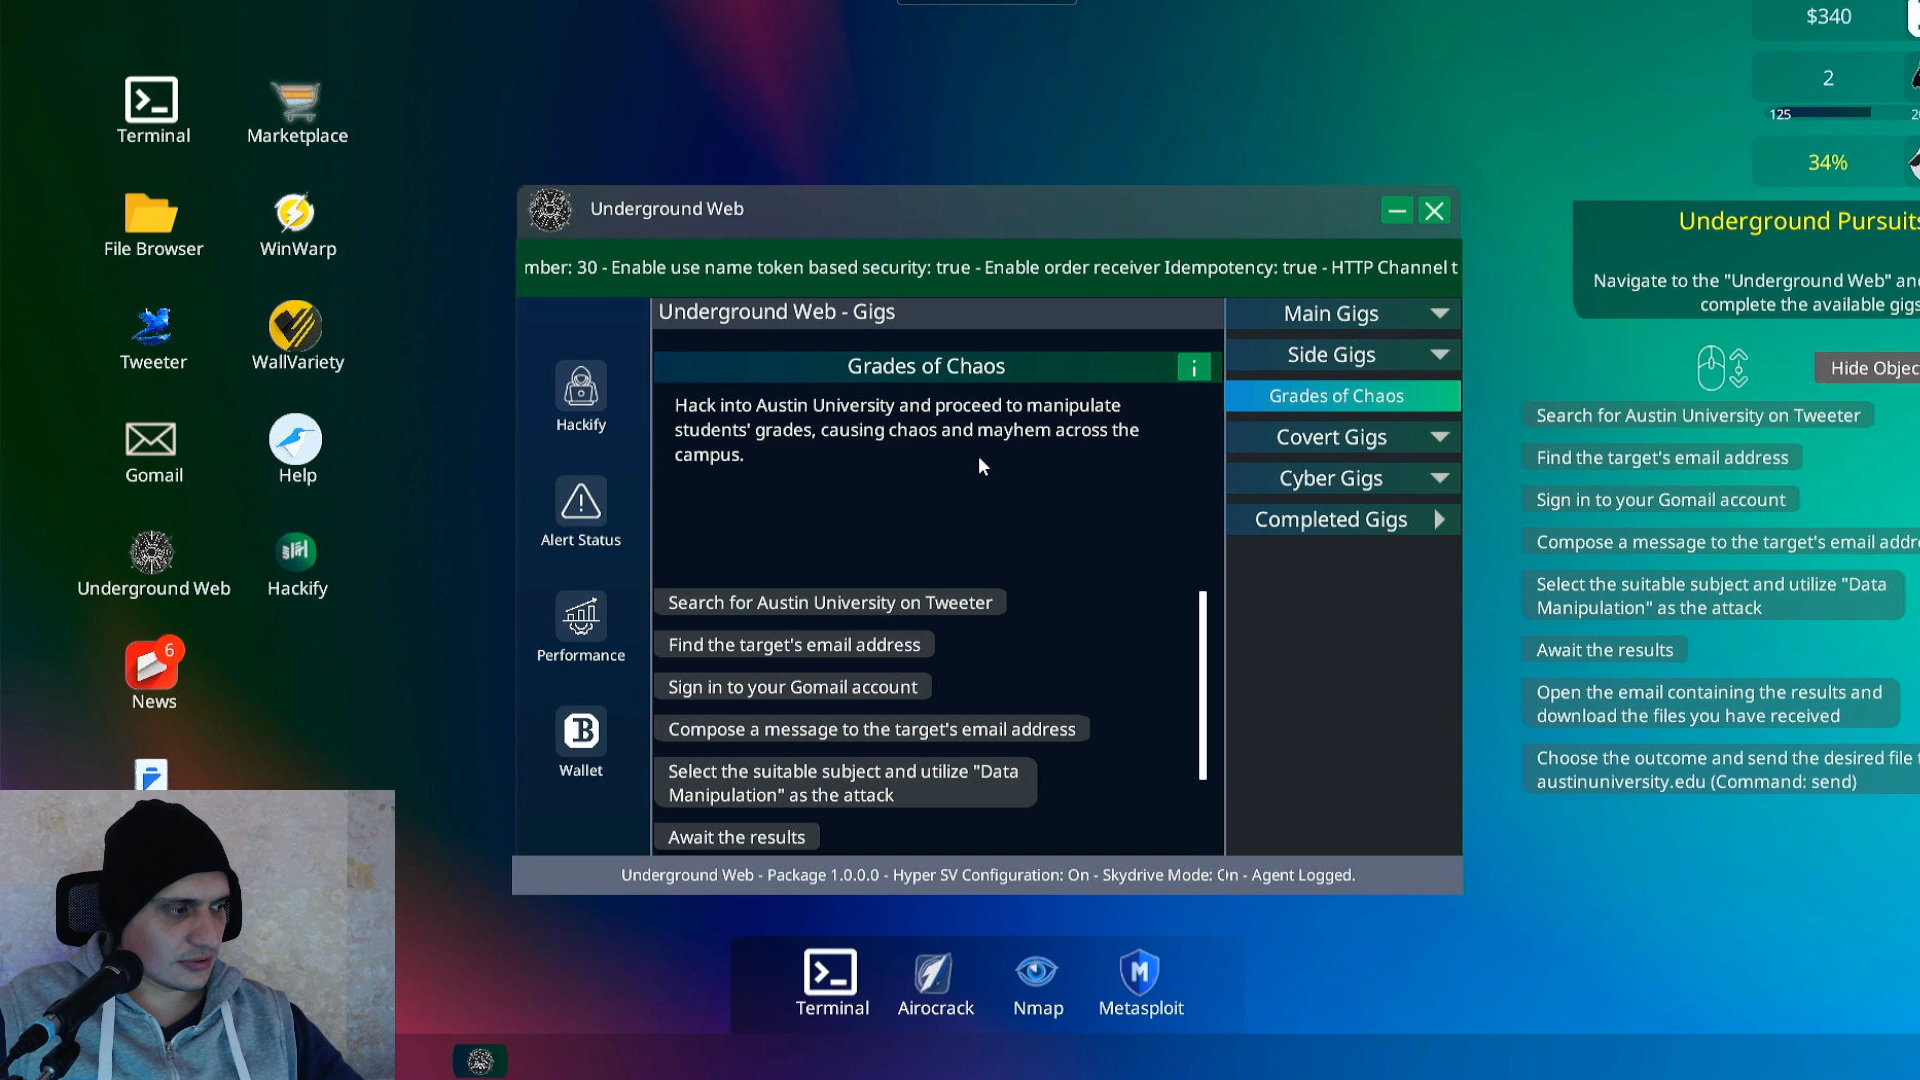 $340
2
125
34%
Terminal
Marketplace
File Browser
WinWarp
Tweeter
WallVariety
Gomail
Help
Underground Web
Hackify
6
News
Underground Web
mber: 30 - Enable use name token based security: true - Enable order receiver Idempotency: true - HTTP Channel t
Hackify
Alert Status
Performance
B
Wallet
Underground Web - Gigs
Grades of Chaos
i
Hack into Austin University and proceed to manipulate
students' grades, causing chaos and mayhem across the
campus.
Search for Austin University on Tweeter
Find the target's email address
Sign in to your Gomail account
Compose a message to the target's email address
Select the suitable subject and utilize "Data
Manipulation" as the attack
Await the results
Main Gigs
Side Gigs
Grades of Chaos
Covert Gigs
Cyber Gigs
Completed Gigs
Underground Web - Package 1.0.0.0 - Hyper SV Configuration: On - Skydrive Mode: On - Agent Logged.
Underground Pursuits
Navigate to the "Underground Web" and
complete the available gigs
Hide Objec
Search for Austin University on Tweeter
Find the target's email address
Sign in to your Gomail account
Compose a message to the target's email addre
Select the suitable subject and utilize "Data
Manipulation" as the attack
Await the results
Open the email containing the results and
download the files you have received
Choose the outcome and send the desired file t
austinuniversity.edu (Command: send)
Terminal
Airocrack
Nmap
M
Metasploit